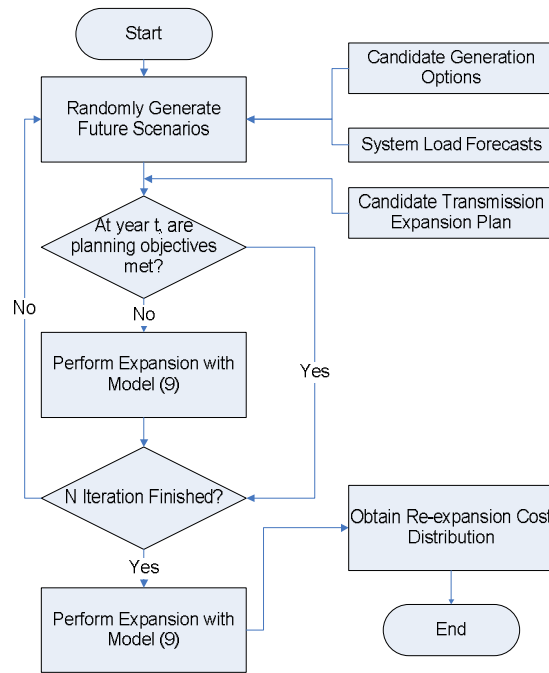 Start
Candidate Generation
Options
Randomly Generate
Future Scenarios
System Load Forecasts
Candidate Transmission
Expansion Plan
At year t, are
planning objectives
met?
No
No
Perform Expansion with
Model (9)
Yes
N Iteration Finished?
Yes
Obtain Re-expansion Cost
Distribution
Perform Expansion with
Model (9)
End